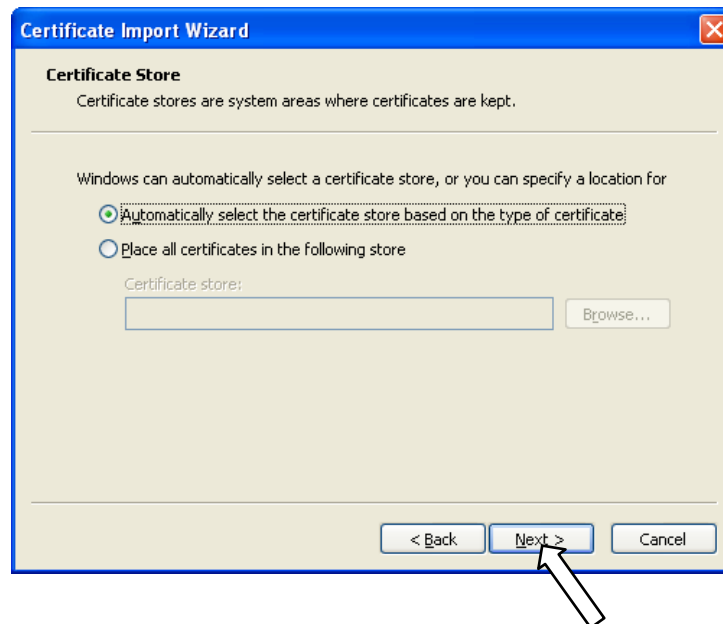 Certificate Import Wizard
Certificate Store
Certificate stores are system areas where certificates are kept.
Windows can automatically select a certificate store, or you can specify a location for
Automatically select the certificate store based on the type of certificate
Place all certificates in the following store
Certificate store:
Browse...
< Back Next > Cancel